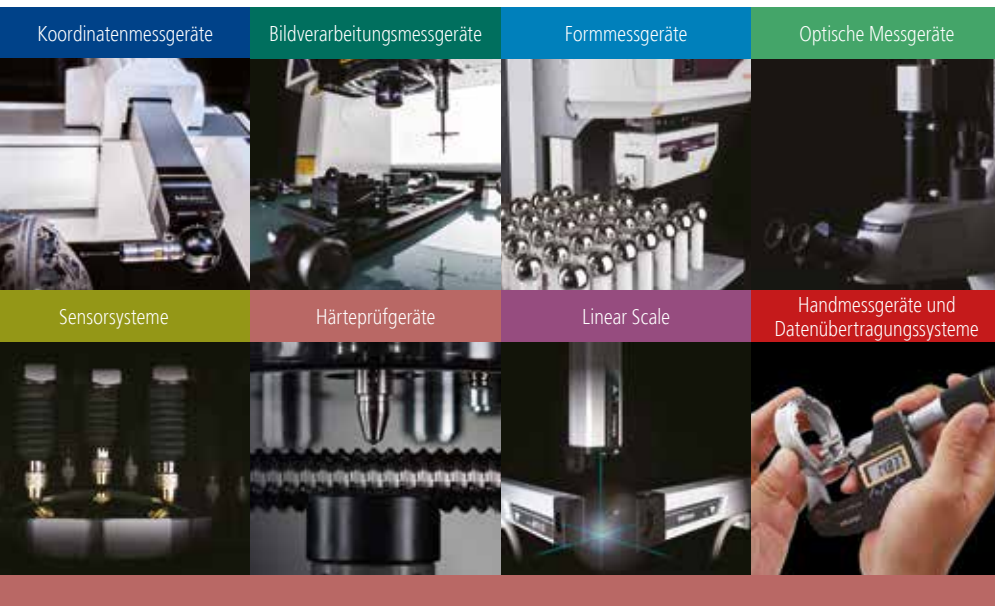 Koordinatenmessgeräte
Bildverarbeitungsmessgeräte
Formmessgeräte
Optische Messgeräte
Sensorsysteme
Härteprüfgeräte
Linear Scale
Handmessgeräte und
Datenübertragungssysteme